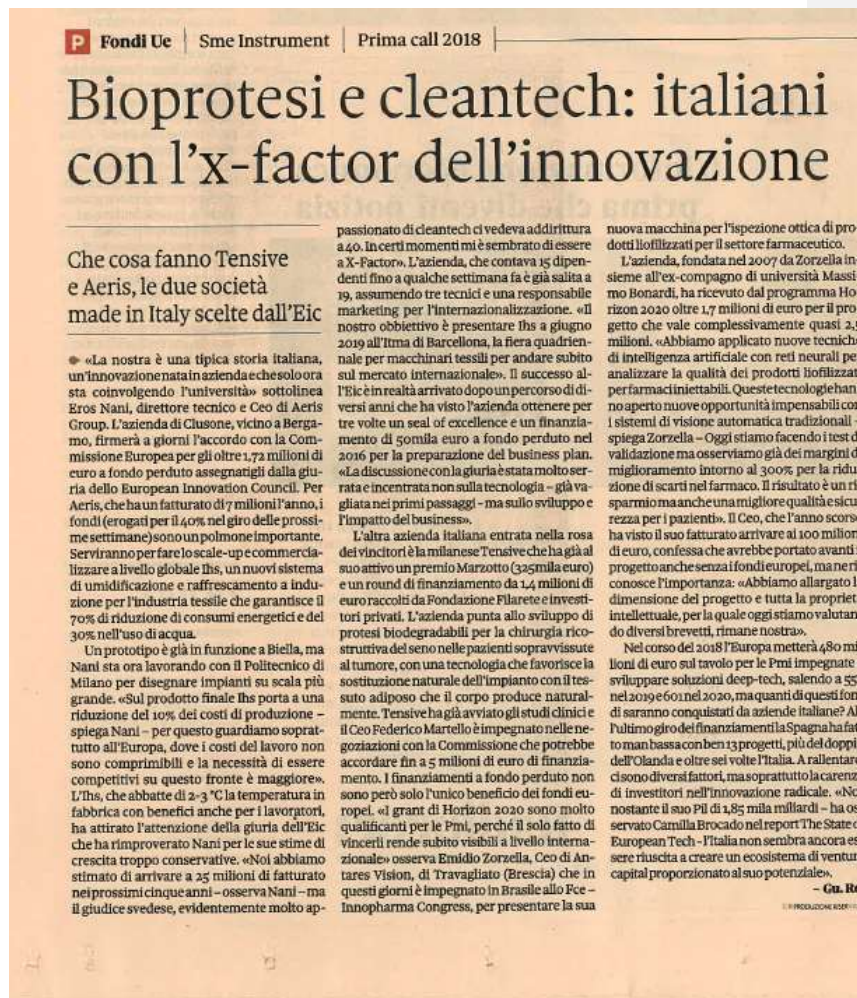 P Fondi Ue | Sme Instrument | Prima call 2018
Bioprotesi e cleantech: italiani
con l'x-factor dell'innovazione
Che cosa fanno Tensive
e Aeris, le due società
made in Italy scelte dall'Eic
«La nostra è una tipica storia italiana,
un'innovazione nata in azienda e che solo ora
sta coinvolgendo l'università» sottolinea
Eros Nani, direttore tecnico e Ceo di Aeris
Group. L'azienda di Clusone, vicino a Berga-
mo, firmerà a giorni l'accordo con la Com-
missione Europea per gli oltre 1,72 milioni di
euro a fondo perduto assegnatigli dalla giu-
ria dello European Innovation Council. Per
Aeris, che ha un fatturato di 7 milioni l'anno, i
fondi (erogati per il 40% nel giro delle prossi-
me settimane) sono un polmone importante.
Serviranno per fare lo scale-up e commercia-
lizzare a livello globale Ihs, un nuovi sistema
di umidificazione e raffrescamento a indu-
zione per l'industria tessile che garantisce il
70% di riduzione di consumi energetici e del
30% nell'uso di acqua.
Un prototipo è già in funzione a Biella, ma
Nani sta ora lavorando con il Politecnico di
Milano per disegnare impianti su scala più
grande. «Sul prodotto finale Ihs porta a una
riduzione del 10% dei costi di produzione –
spiega Nani – per questo guardiamo soprat-
tutto all'Europa, dove i costi del lavoro non
sono comprimibili e la necessità di essere
competitivi su questo fronte è maggiore».
L'Ihs, che abbatte di 2-3 °C la temperatura in
fabbrica con benefici anche per i lavoratori,
ha attirato l'attenzione della giuria dell'Eic
che ha rimproverato Nani per le sue stime di
crescita troppo conservative. «Noi abbiamo
stimato di arrivare a 25 milioni di fatturato
nei prossimi cinque anni – osserva Nani – ma
il giudice svedese, evidentemente molto ap-
passionato di cleantech ci vedeva addirittura
a 40. In certi momenti mi è sembrato di essere
a X-Factor». L'azienda, che contava 15 dipen-
denti fino a qualche settimana fa è già salita a
19, assumendo tre tecnici e una responsabile
marketing per l'internazionalizzazione. «Il
nostro obbiettivo è presentare Ihs a giugno
2019 all'Itma di Barcellona, la fiera quadrien-
nale per macchinari tessili per andare subito
sul mercato internazionale». Il successo al-
l'Eic è in realtà arrivato dopo un percorso di di-
versi anni che ha visto l'azienda ottenere per
tre volte un seal of excellence e un finanzia-
mento di 50mila euro a fondo perduto nel
2016 per la preparazione del business plan.
«La discussione con la giuria è stata molto ser-
rata e incentrata non sulla tecnologia – già va-
gliata nei primi passaggi – ma sullo sviluppo e
l'impatto del business».
L'altra azienda italiana entrata nella rosa
dei vincitori è la milanese Tensive che ha già al
suo attivo un premio Marzotto (325mila euro)
e un round di finanziamento da 1,4 milioni di
euro raccolti da Fondazione Filarete e investi-
tori privati. L'azienda punta allo sviluppo di
protesi biodegradabili per la chirurgia rico-
struttiva del seno nelle pazienti sopravvissute
al tumore, con una tecnologia che favorisce la
sostituzione naturale dell'impianto con il tes-
suto adiposo che il corpo produce natural-
mente. Tensive ha già avviato gli studi clinici e
il Ceo Federico Martello è impegnato nelle ne-
goziazioni con la Commissione che potrebbe
accordare fin a 5 milioni di euro di finanzia-
mento. I finanziamenti a fondo perduto non
sono però solo l'unico beneficio dei fondi eu-
ropei. «I grant di Horizon 2020 sono molto
qualificanti per le Pmi, perché il solo fatto di
vincerli rende subito visibili a livello interna-
zionale» osserva Emidio Zorzella, Ceo di An-
tares Vision, di Travagliato (Brescia) che in
questi giorni è impegnato in Brasile allo Fce –
Innopharma Congress, per presentare la sua
nuova macchina per l'ispezione ottica di pro-
dotti liofilizzati per il settore farmaceutico.
L'azienda, fondata nel 2007 da Zorzella in-
sieme all'ex-compagno di università Massi-
mo Bonardi, ha ricevuto dal programma Ho-
rizon 2020 oltre 1,7 milioni di euro per il pro-
getto che vale complessivamente quasi 2,5
milioni. «Abbiamo applicato nuove tecniche
di intelligenza artificiale con reti neurali pe
analizzare la qualità dei prodotti liofilizzat
per farmaci iniettabili. Queste tecnologie han
no aperto nuove opportunità impensabili con
i sistemi di visione automatica tradizionali –
spiega Zorzella – Oggi stiamo facendo i test d
validazione ma osserviamo già dei margini d
miglioramento intorno al 300% per la ridu
zione di scarti nel farmaco. Il risultato è un ri
sparmio ma anche una migliore qualità e sicu
rezza per i pazienti». Il Ceo, che l'anno scorso
ha visto il suo fatturato arrivare ai 100 milion
di euro, confessa che avrebbe portato avanti i
progetto anche senza i fondi europei, ma ne ri
conosce l'importanza: «Abbiamo allargato l
dimensione del progetto e tutta la propriet
intellettuale, per la quale oggi stiamo valutan
do diversi brevetti, rimane nostra».
Nel corso del 2018 l'Europa metterà 480 mi
lioni di euro sul tavolo per le Pmi impegnate
sviluppare soluzioni deep-tech, salendo a 55
nel 2019 e 601 nel 2020, ma quanti di questi fon
di saranno conquistati da aziende italiane? Al
l'ultimo giro dei finanziamenti la Spagna ha fat
to man bassa con ben 13 progetti, più del doppi
dell'Olanda e oltre sei volte l'Italia. A rallentare
ci sono diversi fattori, ma soprattutto la carenz
di investitori nell'innovazione radicale. «No
nostante il suo Pil di 1,85 mila miliardi – ha os
servato Camilla Brocado nel report The State o
European Tech – l'Italia non sembra ancora es
sere riuscita a creare un ecosistema di ventur
capital proporzionato al suo potenziale».
– Gu. Ro
RIPRODUZIONE RISER